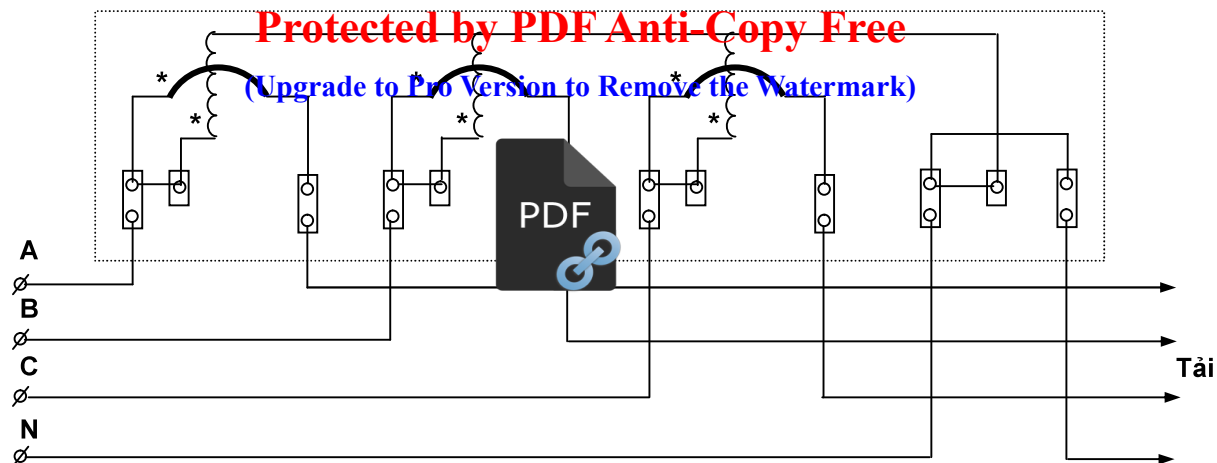 Protected by PDF Anti-Copy Free
(Upgrade to Pro Version to Remove the Watermark)
* * *
* * *
PDF
A
B
C
Tải
N